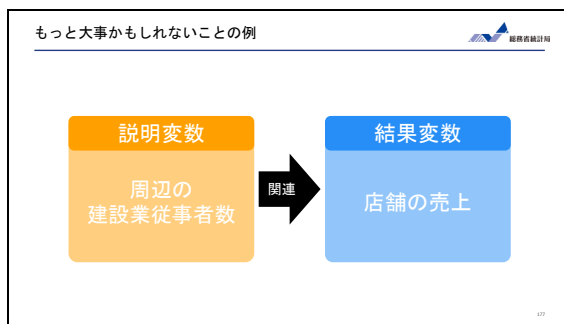 もっと大事かもしれないことの例
総務省統計局
説明変数
周辺の
建設業従事者数
関連
結果変数
店舗の売上
177